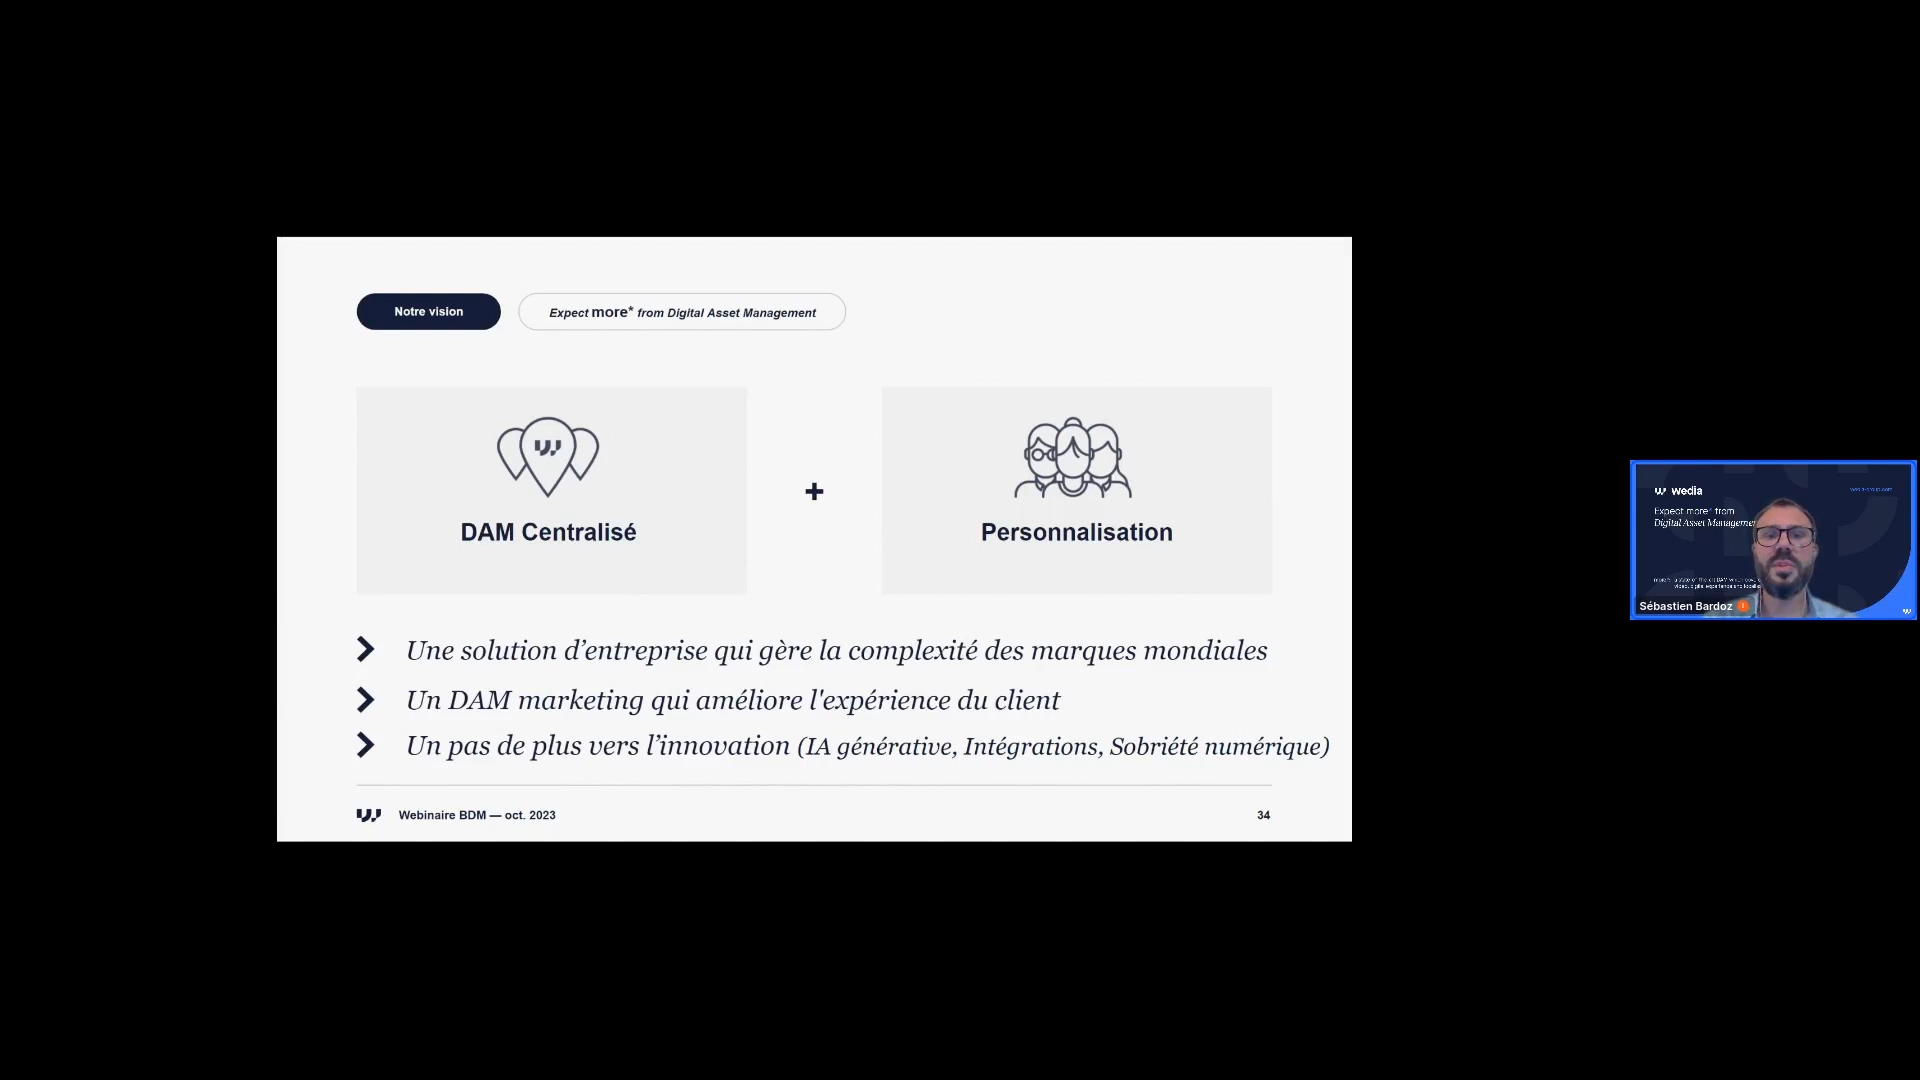 Notre vision
Expect more* from Digital Asset Management
DAM Centralisé
+
Personnalisation
Une solution d’entreprise qui gère la complexité des marques mondiales
Un DAM marketing qui améliore l'expérience du client
Un pas de plus vers l’innovation (IA générative, Intégrations, Sobriété numérique)
Webinaire BDM — oct. 2023
34
wedia
Expect more* from
Digital Asset
Sébastien Bardoz